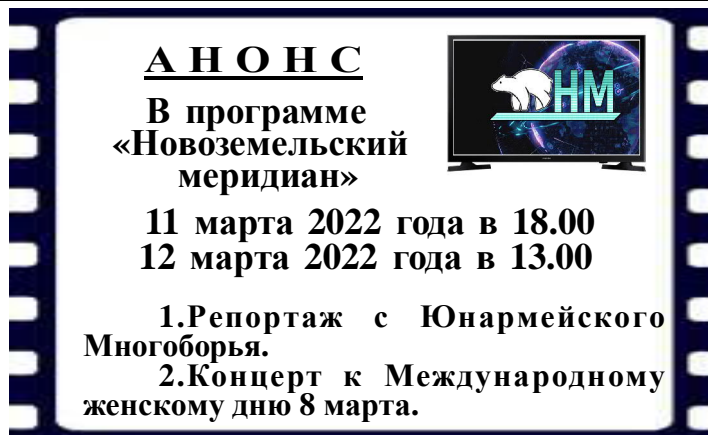 АНОНС
НМ
В программе
«Новоземельский
меридиан»
11 марта 2022 года в 18.00
12 марта 2022 года в 13.00
1.Репортаж с Юнармейского
Многоборья.
2.Концерт к Международному
женскому дню 8 марта.